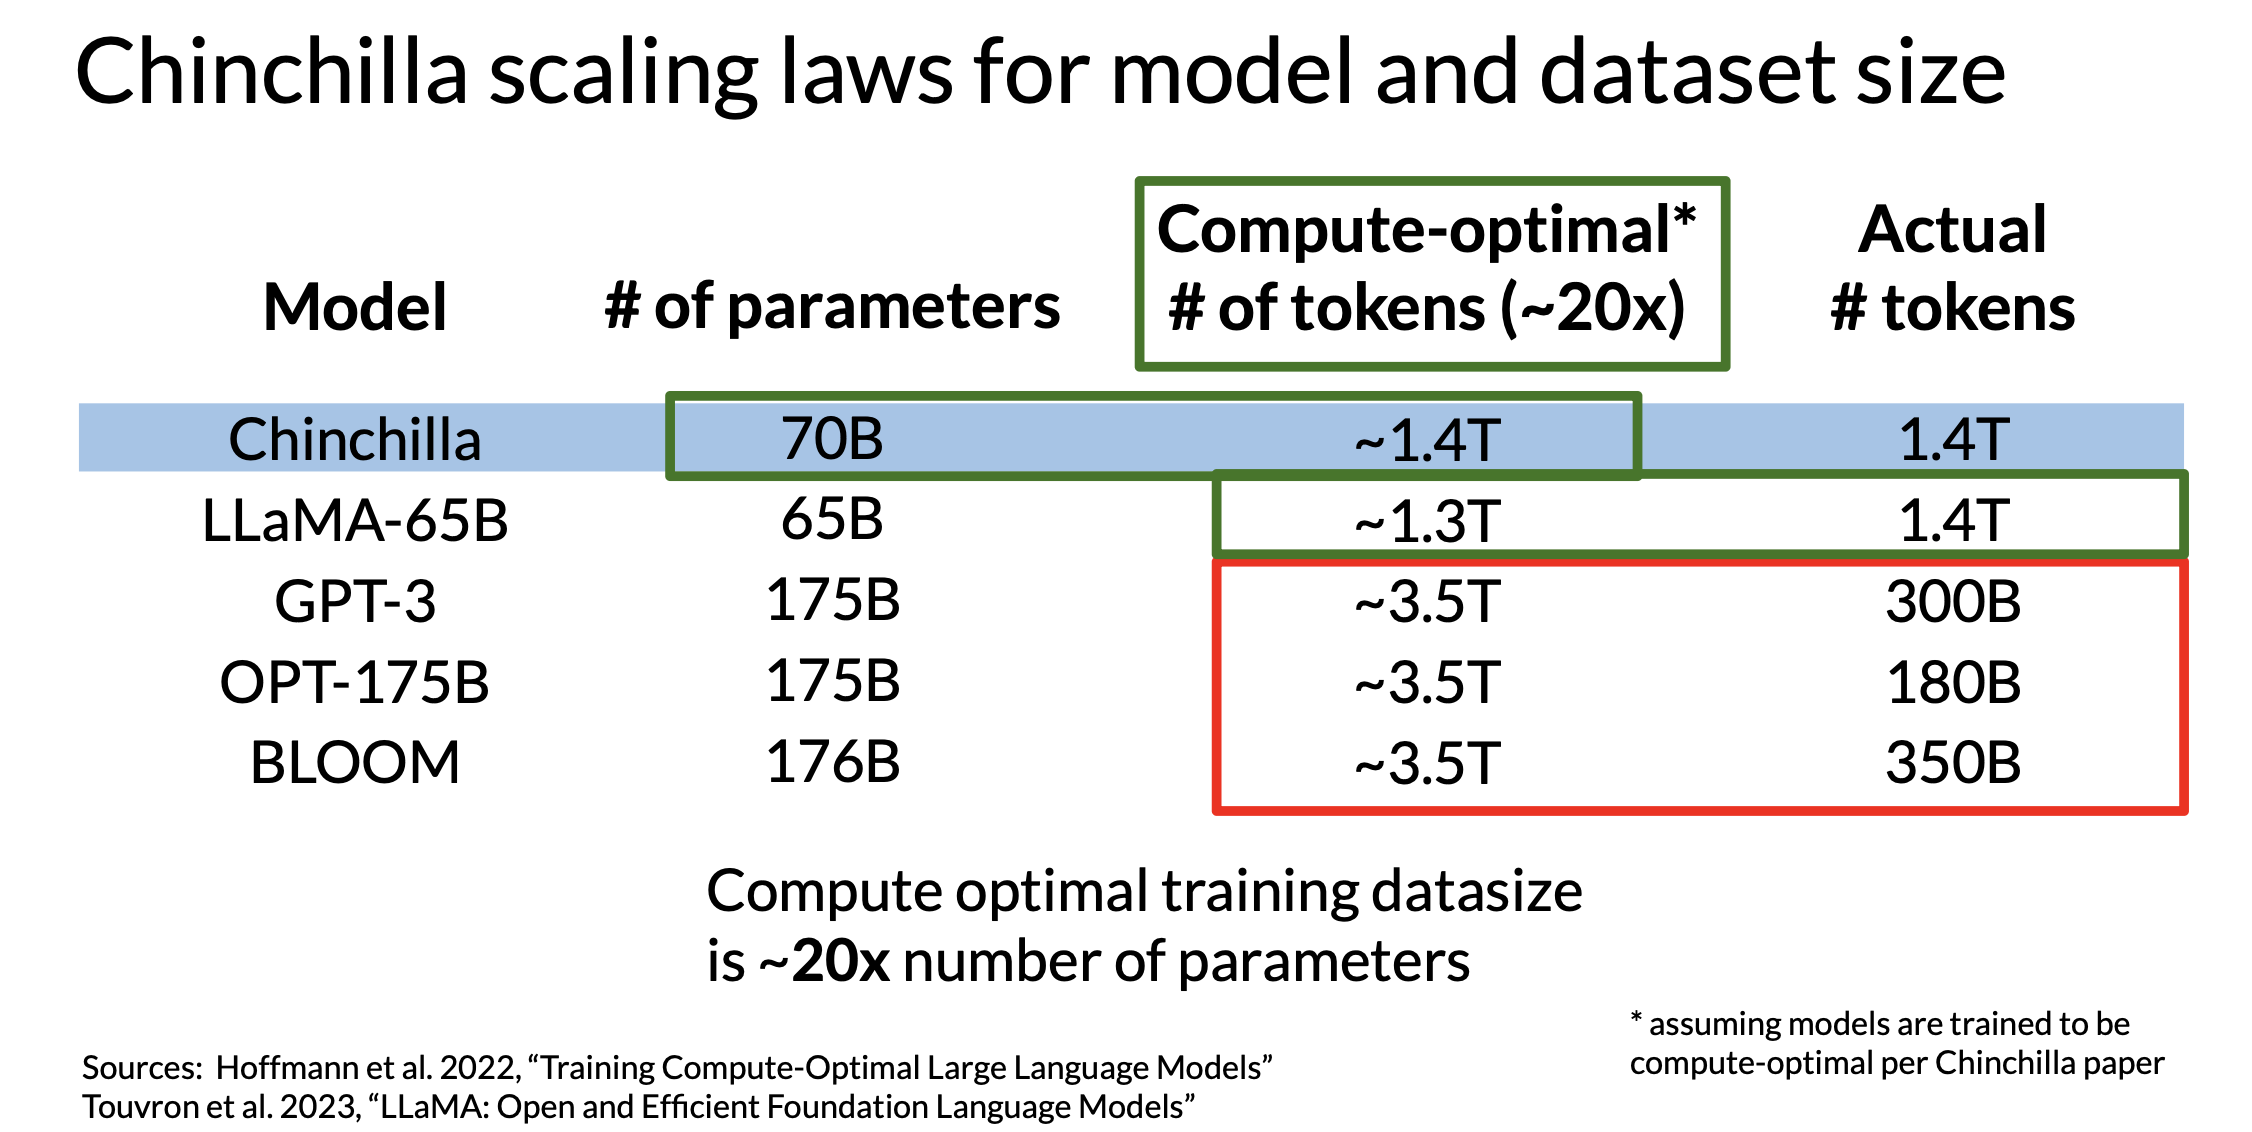 Chinchilla scaling laws for model and dataset size
Model # of parameters Compute-optimal* # of tokens (~20x) Actual # tokens
Chinchilla 70B ~1.4T 1.4T
LLaMA-65B 65B ~1.3T 1.4T
GPT-3 175B ~3.5T 300B
OPT-175B 175B ~3.5T 180B
BLOOM 176B ~3.5T 350B
Compute optimal training datasize
is ~20x number of parameters
* assuming models are trained to be
compute-optimal per Chinchilla paper
Sources: Hoffmann et al. 2022, “Training Compute-Optimal Large Language Models”
Touvron et al. 2023, “LLaMA: Open and Efficient Foundation Language Models”